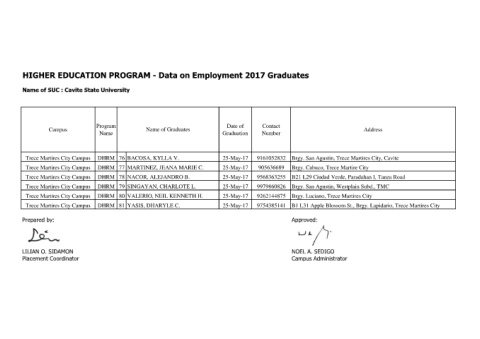 HIGHER EDUCATION PROGRAM - Data on Employment 2017 Graduates
Name of SUC : Cavite State University
Campus Program Name Name of Graduates Date of Graduation Contact Number Address
Trece Martires City Campus DHRM 76 BACOSA, KYLLA V. 25-May-17 9161052832 Brgy. San Agustin, Trece Martires City, Cavite
Trece Martires City Campus DHRM 77 MARTINEZ, JEANA MARIE C. 25-May-17 905636689 Brgy. Cabuco, Trece Martire City
Trece Martires City Campus DHRM 78 NACOR, ALEJANDRO B. 25-May-17 9568363255 B21 L29 Ciudad Verde, Paradahan I, Tanza Road
Trece Martires City Campus DHRM 79 SINGAYAN, CHARLOTE L. 25-May-17 9979860826 Brgy. San Agustin, Westplain Subd., TMC
Trece Martires City Campus DHRM 80 VALERIO, NEIL KENNETH H. 25-May-17 9262144075 Brgy. Luciano, Trece Martires City
Trece Martires City Campus DHRM 81 YASIS, DHARYLE C. 25-May-17 9754385141 B1 L31 Apple Blossom St., Brgy. Lapidario, Trece Martires City
Prepared by: Approved:
LILIAN O. SIDAMON NOEL A. SEDIGO
Placement Coordinator Campus Administrator